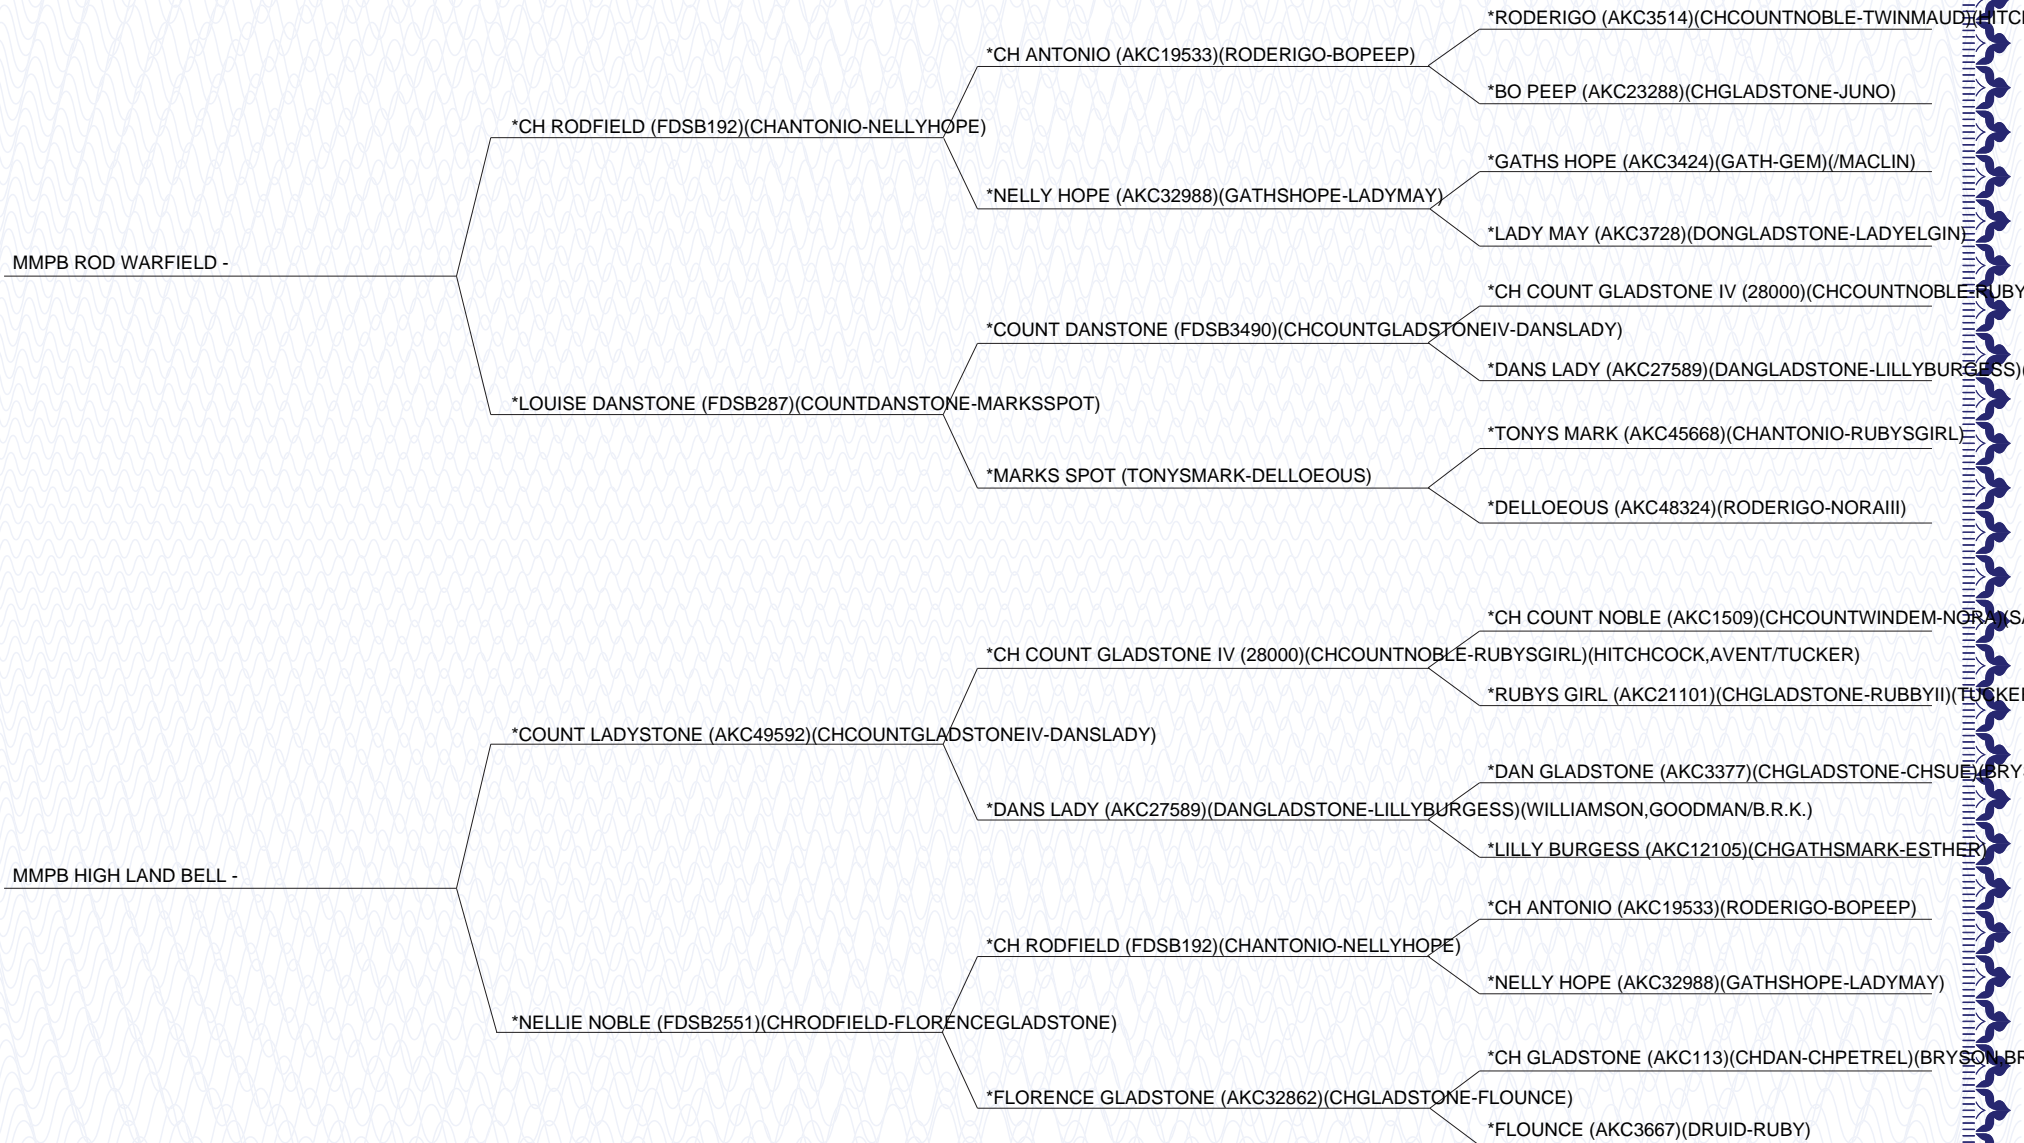 *RODERIGO (AKC3514)(CHCOUNTNOBLE-TWINMAUD)
*CH ANTONIO (AKC19533)(RODERIGO-BOPEEP)
*BO PEEP (AKC23288)(CHGLADSTONE-JUNO)
*CH RODFIELD (FDSB192)(CHANTONIO-NELLYHOPE)
*GATHS HOPE (AKC3424)(GATH-GEM)(/MACLIN)
*NELLY HOPE (AKC32988)(GATHSHOPE-LADYMAY)
*LADY MAY (AKC3728)(DONGLADSTONE-LADYELGIN)
MMPB ROD WARFIELD -
*CH COUNT GLADSTONE IV (28000)(CHCOUNTNOBLE-RUBY
*COUNT DANSTONE (FDSB3490)(CHCOUNTGLADSTONEIV-DANSLADY)
*DANS LADY (AKC27589)(DANGLADSTONE-LILLYBURGESS)(
*LOUISE DANSTONE (FDSB287)(COUNTDANSTONE-MARKSSPOT)
*TONYS MARK (AKC45668)(CHANTONIO-RUBYSGIRL)
*MARKS SPOT (TONYSMARK-DELLOEOUS)
*DELLOEOUS (AKC48324)(RODERIGO-NORAIII)
*CH COUNT NOBLE (AKC1509)(CHCOUNTWINDEM-NORA)(SA
*CH COUNT GLADSTONE IV (28000)(CHCOUNTNOBLE-RUBYSGIRL)(HITCHCOCK,AVENT/TUCKER)
*RUBYS GIRL (AKC21101)(CHGLADSTONE-RUBBYII)(TUCKE
*COUNT LADYSTONE (AKC49592)(CHCOUNTGLADSTONEIV-DANSLADY)
*DAN GLADSTONE (AKC3377)(CHGLADSTONE-CHSUE)(BRY
*DANS LADY (AKC27589)(DANGLADSTONE-LILLYBURGESS)(WILLIAMSON,GOODMAN/B.R.K.)
*LILLY BURGESS (AKC12105)(CHGATHSMARK-ESTHER)
MMPB HIGH LAND BELL -
*CH ANTONIO (AKC19533)(RODERIGO-BOPEEP)
*CH RODFIELD (FDSB192)(CHANTONIO-NELLYHOPE)
*NELLY HOPE (AKC32988)(GATHSHOPE-LADYMAY)
*NELLIE NOBLE (FDSB2551)(CHRODFIELD-FLORENCEGLADSTONE)
*CH GLADSTONE (AKC113)(CHDAN-CHPETREL)(BRYSON,BR
*FLORENCE GLADSTONE (AKC32862)(CHGLADSTONE-FLOUNCE)
*FLOUNCE (AKC3667)(DRUID-RUBY)